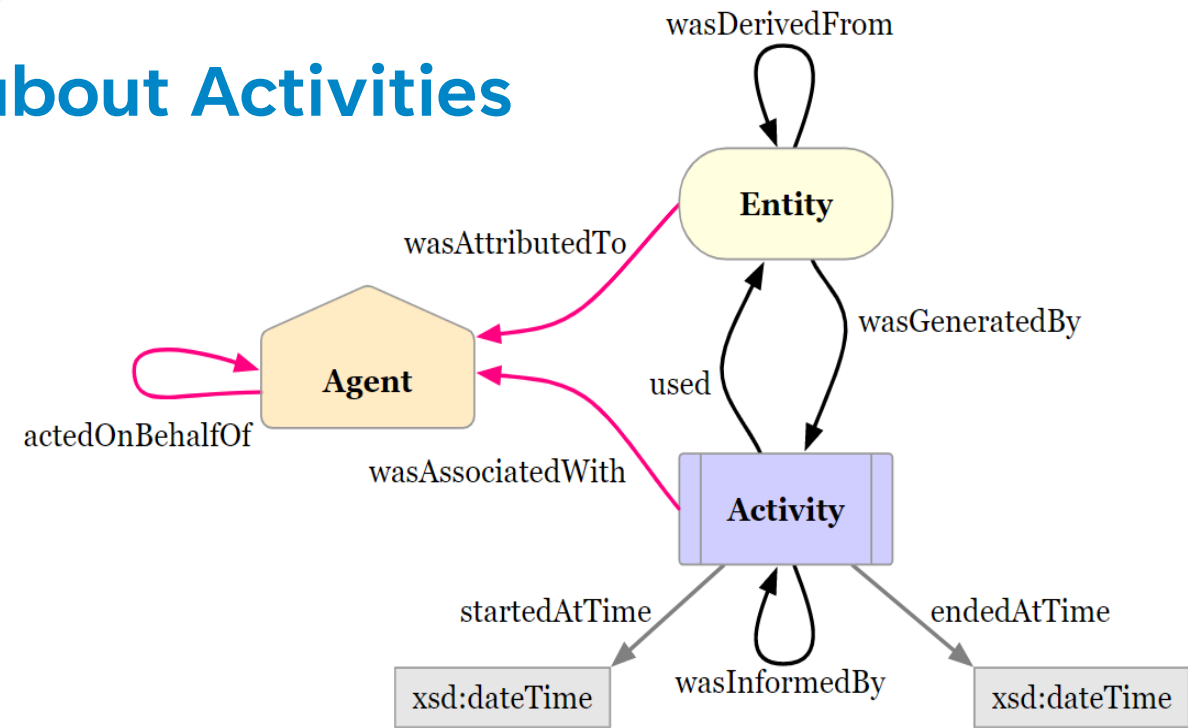 wasDerivedFrom
about Activities
Entity
wasAttributedTo
wasGeneratedBy
Agent
used
actedOnBehalfOf
wasAssociatedWith
Activity
startedAtTime
endedAtTime
wasInformedBy
xsd:dateTime
xsd:dateTime